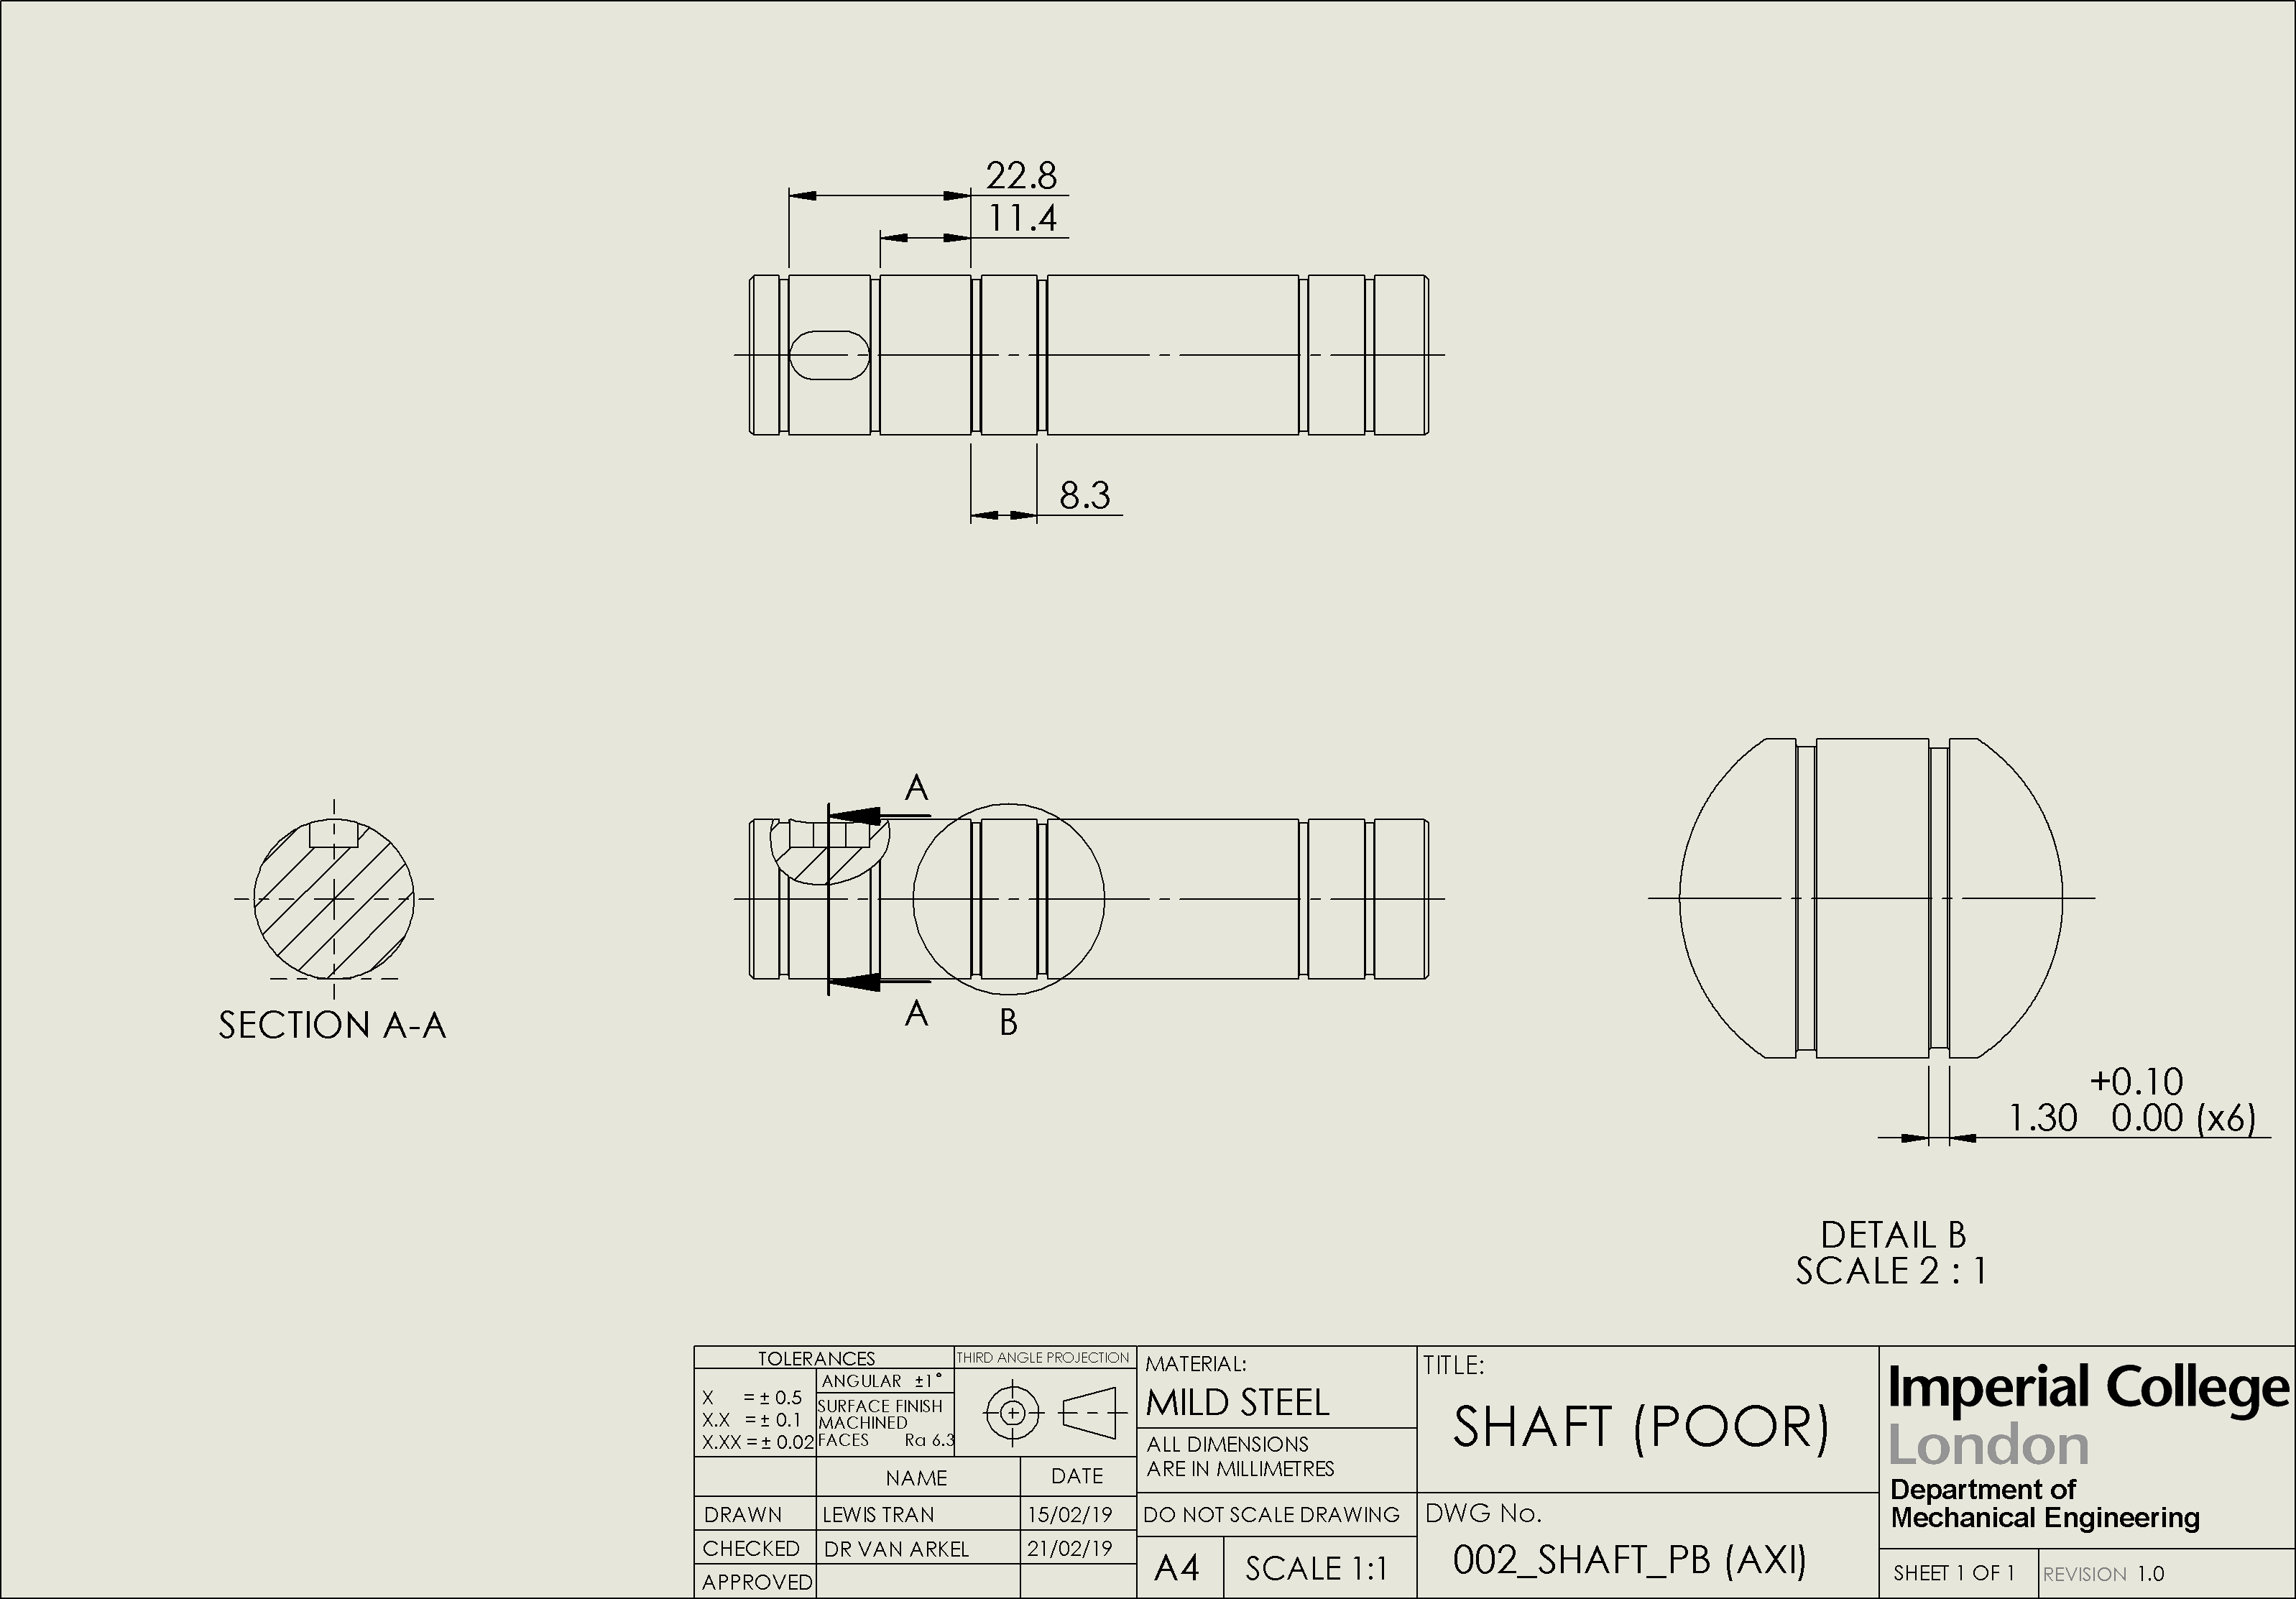 22.8
11.4
8.3
A
A
B
SECTION A-A
+0.10
1.30 0.00 (x6)
DETAIL B
SCALE 2 : 1
TOLERANCES
X = ± 0.5
X.X = ± 0.1
X.XX = ± 0.02
ANGULAR ±1°
SURFACE FINISH
MACHINED
FACES Ra 6.3
THIRD ANGLE PROJECTION
NAME DATE
DRAWN LEWIS TRAN 15/02/19
CHECKED DR VAN ARKEL 21/02/19
APPROVED
MATERIAL:
MILD STEEL
ALL DIMENSIONS
ARE IN MILLIMETRES
DO NOT SCALE DRAWING
A4 SCALE 1:1
TITLE:
SHAFT (POOR)
DWG No.
002_SHAFT_PB (AXI)
Imperial College
London
Department of
Mechanical Engineering
SHEET 1 OF 1 REVISION 1.0